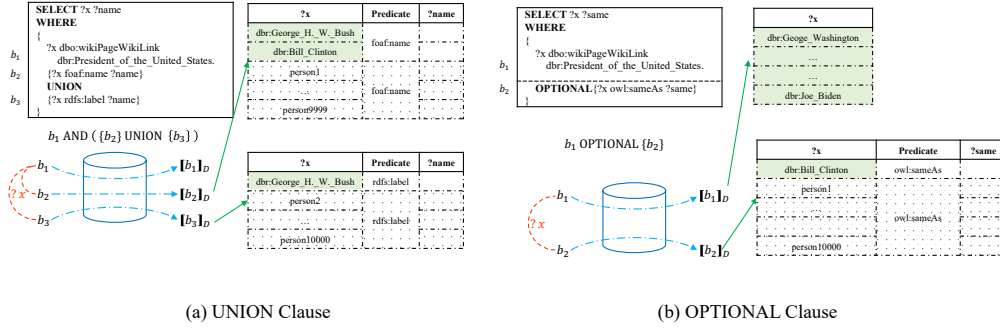 SELECT ?x ?name
WHERE
{
b₁ ?x dbo:wikiPageWikiLink
dbr:President_of_the_United_States.
b₂ {?x foaf:name ?name}
UNION
b₃ {?x rdfs:label ?name}
}
b₁ AND ( {b₂} UNION {b₃} )
?x
b₁ ⟦b₁⟧D
b₂ ⟦b₂⟧D
b₃ ⟦b₃⟧D
?x Predicate ?name
dbr:George_H._W._Bush
foaf:name
dbr:Bill_Clinton
person1
...
foaf:name
person9999
?x Predicate ?name
dbr:George_H._W._Bush rdfs:label
person2
...
rdfs:label
person10000
(a) UNION Clause
SELECT ?x ?same
WHERE
{
b₁ ?x dbo:wikiPageWikiLink
dbr:President_of_the_United_States.
b₂ OPTIONAL{?x owl:sameAs ?same}
}
b₁ OPTIONAL {b₂}
?x
b₁ ⟦b₁⟧D
b₂ ⟦b₂⟧D
?x
dbr:Geoge_Washington
...
...
dbr:Joe_Biden
?x Predicate ?same
dbr:Bill_Clinton owl:sameAs
person1
...
owl:sameAs
person10000
(b) OPTIONAL Clause